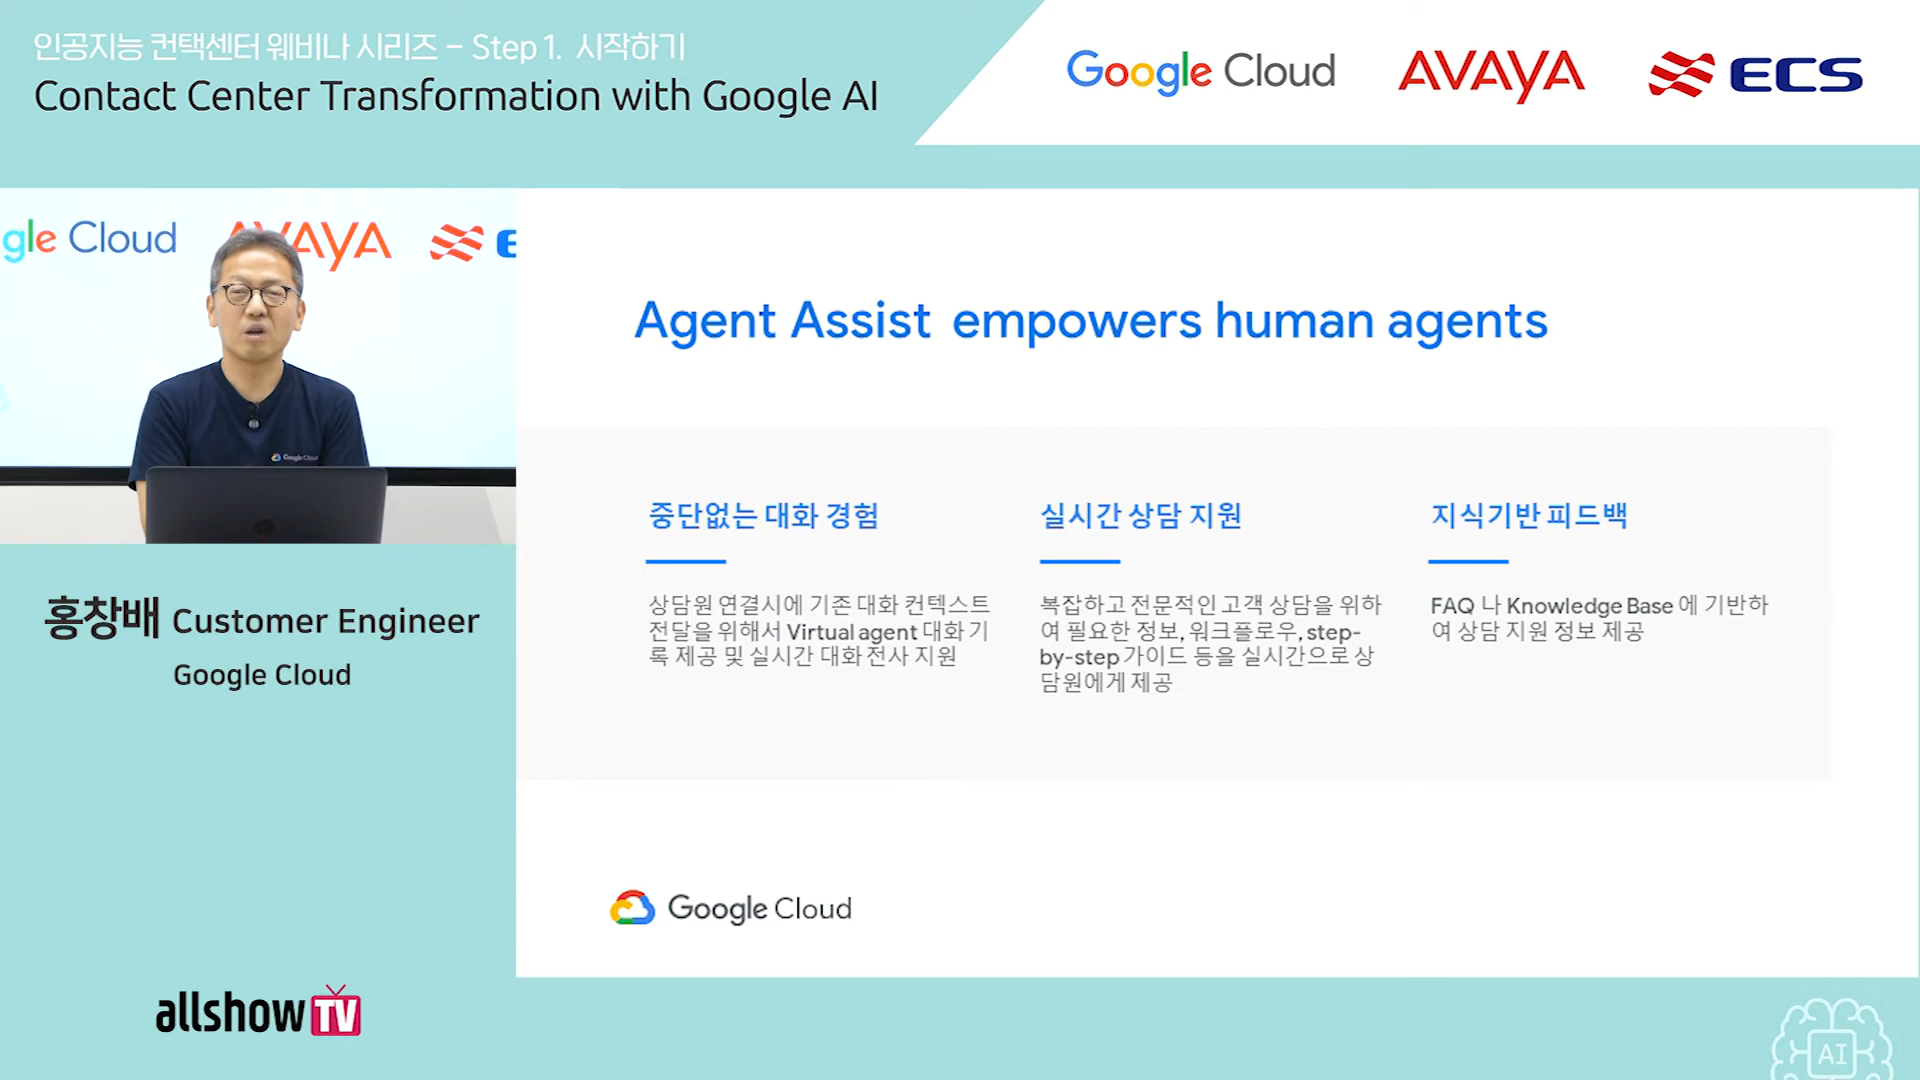 인공지능 컨택센터 웨비나 시리즈 – Step 1. 시작하기
Contact Center Transformation with Google AI
Google Cloud
AVAYA
ECS
gle Cloud
AVAYA
Google Cloud
홍창배 Customer Engineer
Google Cloud
allshowTV
Agent Assist empowers human agents
중단없는 대화 경험
상담원 연결시에 기존 대화 컨텍스트
전달을 위해서 Virtual agent 대화 기
록 제공 및 실시간 대화 전사 지원
실시간 상담 지원
복잡하고 전문적인 고객 상담을 위하
여 필요한 정보, 워크플로우, step-
by-step 가이드 등을 실시간으로 상
담원에게 제공
지식기반 피드백
FAQ 나 Knowledge Base 에 기반하
여 상담 지원 정보 제공
Google Cloud
AI